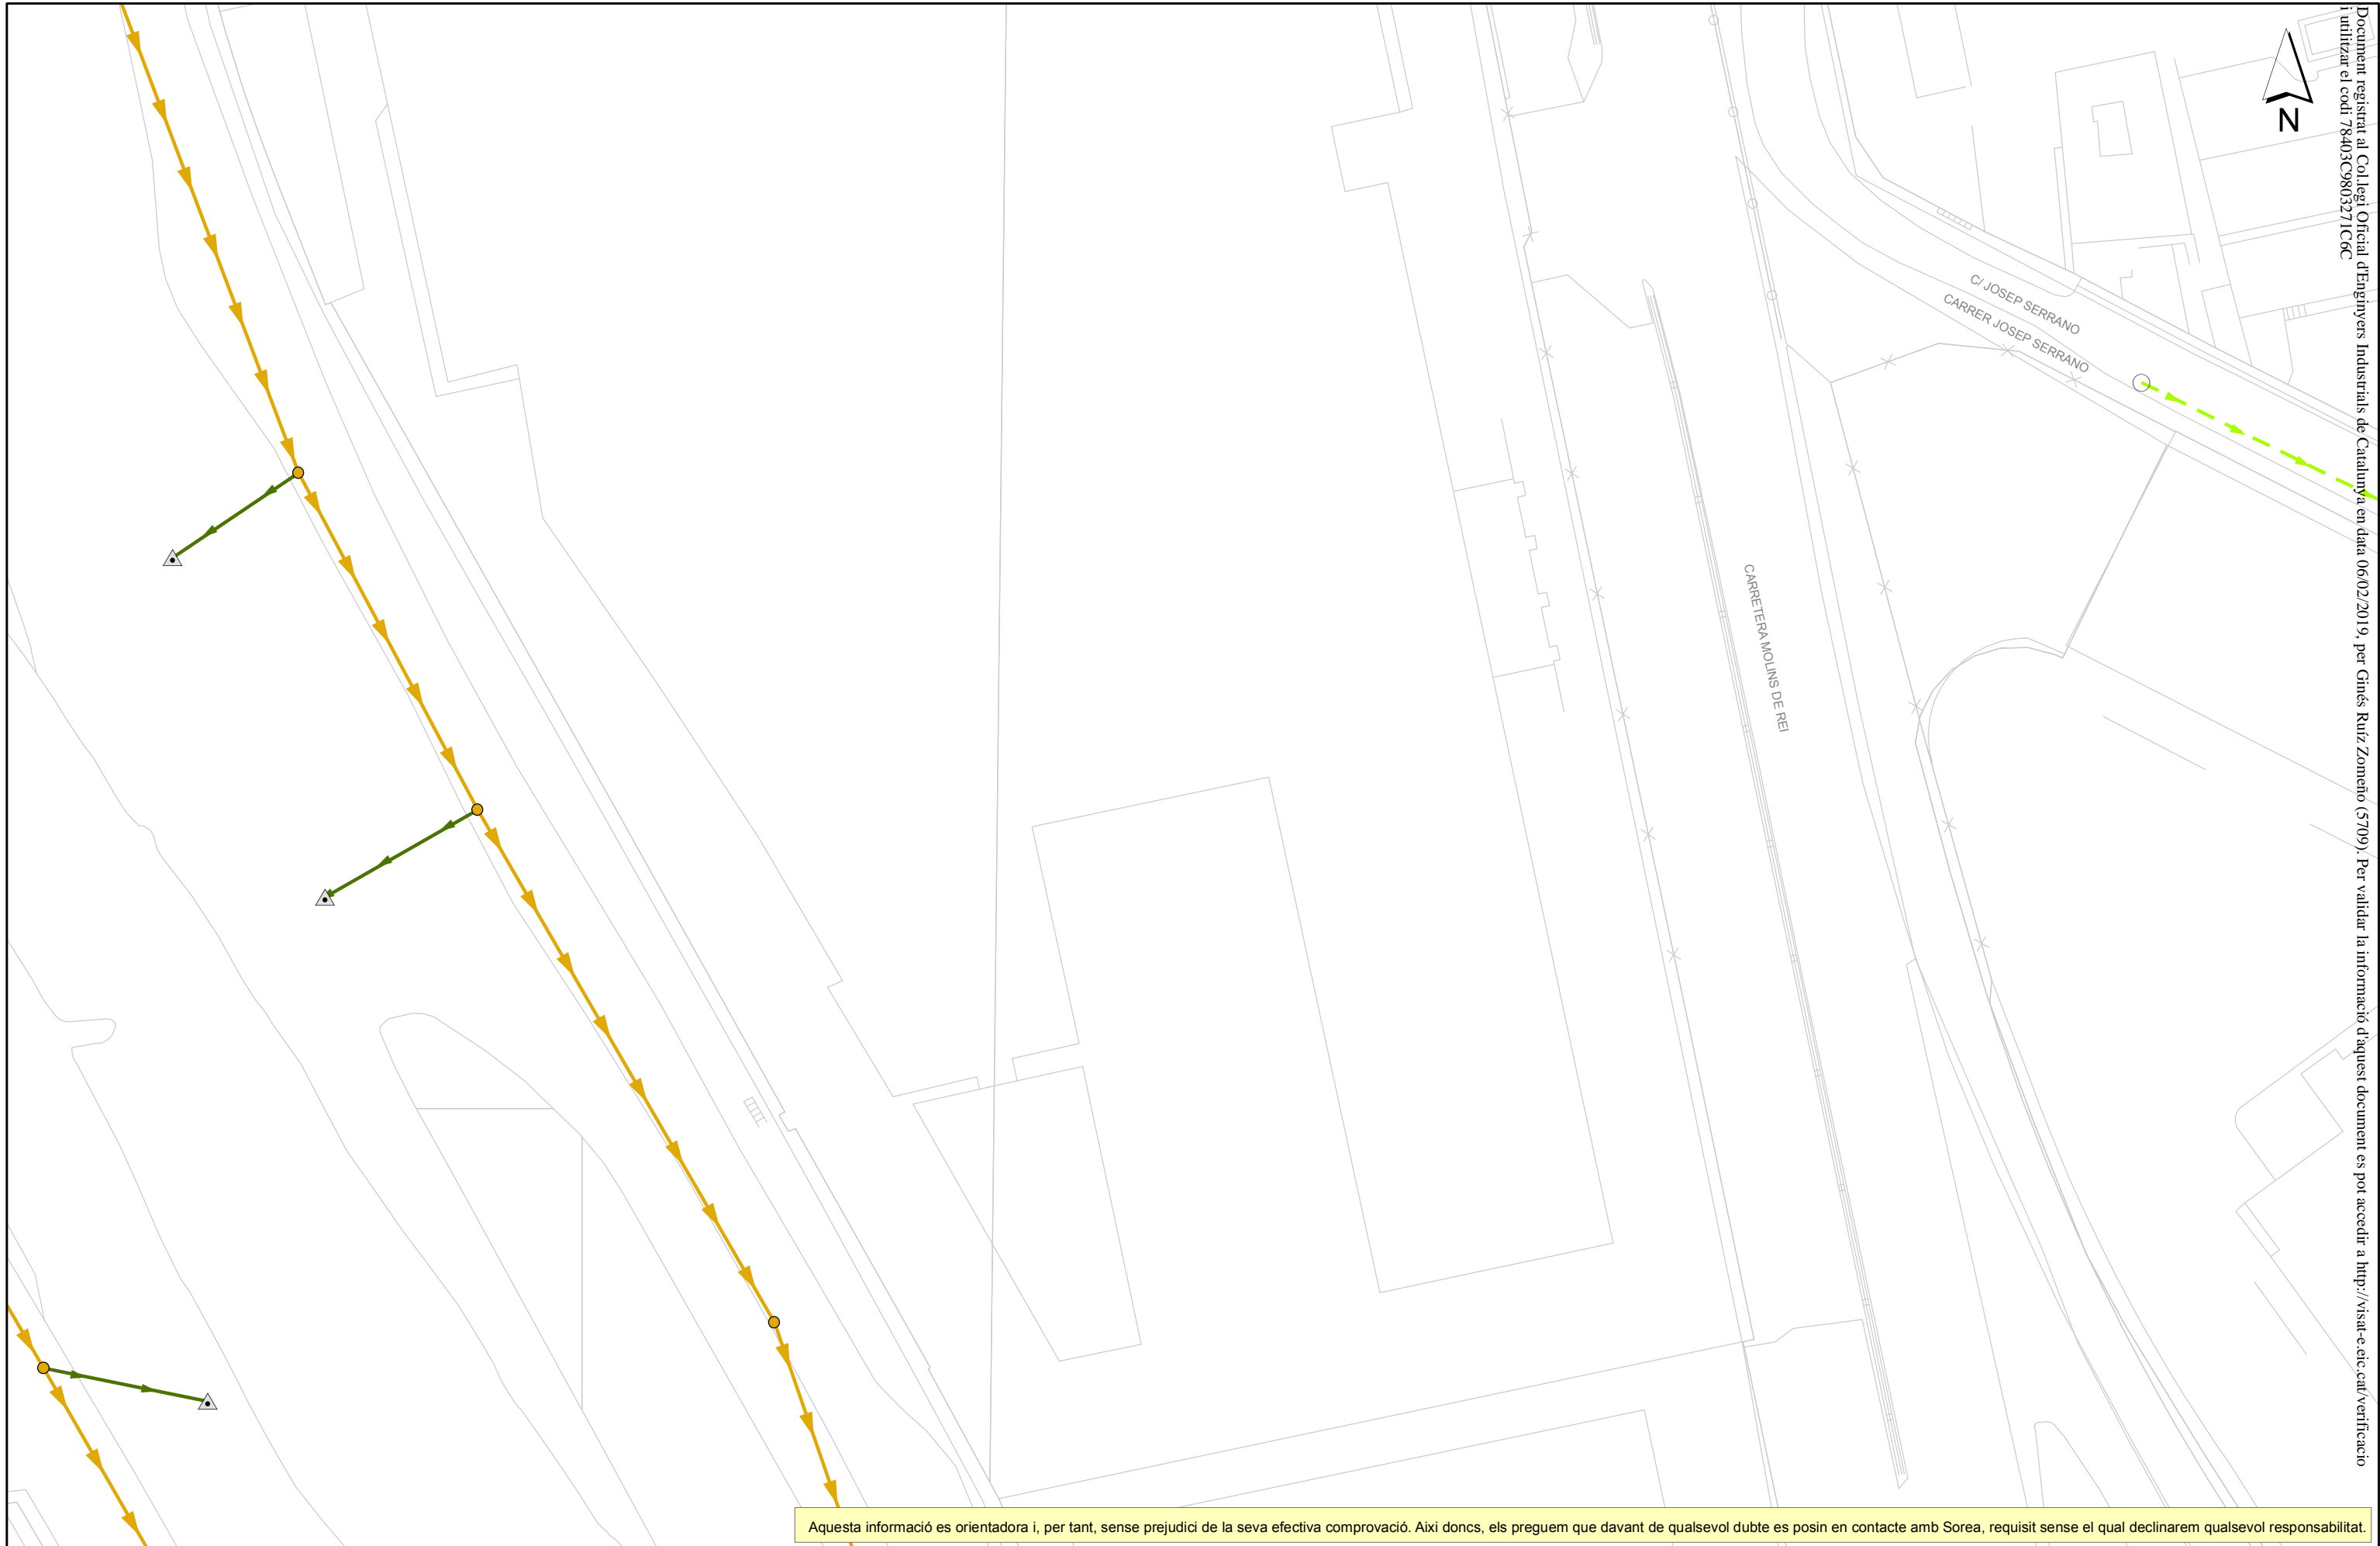 Document registrat al Col.legi Oficial d'Enginyers Industrials de Catalunya en data 06/02/2019, per Ginés Ruíz Zomeño (5709). Per validar la informació d'aquest document es pot accedir a http://visat-e.eic.cat/verificacio
i utilitzar el codi 78403C9803271C6C
N
C/ JOSEP SERRANO
CARRER JOSEP SERRANO
CARRETERA MOLINS DE REI
Aquesta informació es orientadora i, per tant, sense prejudici de la seva efectiva comprovació. Aixi doncs, els preguem que davant de qualsevol dubte es posin en contacte amb Sorea, requisit sense el qual declinarem qualsevol responsabilitat.